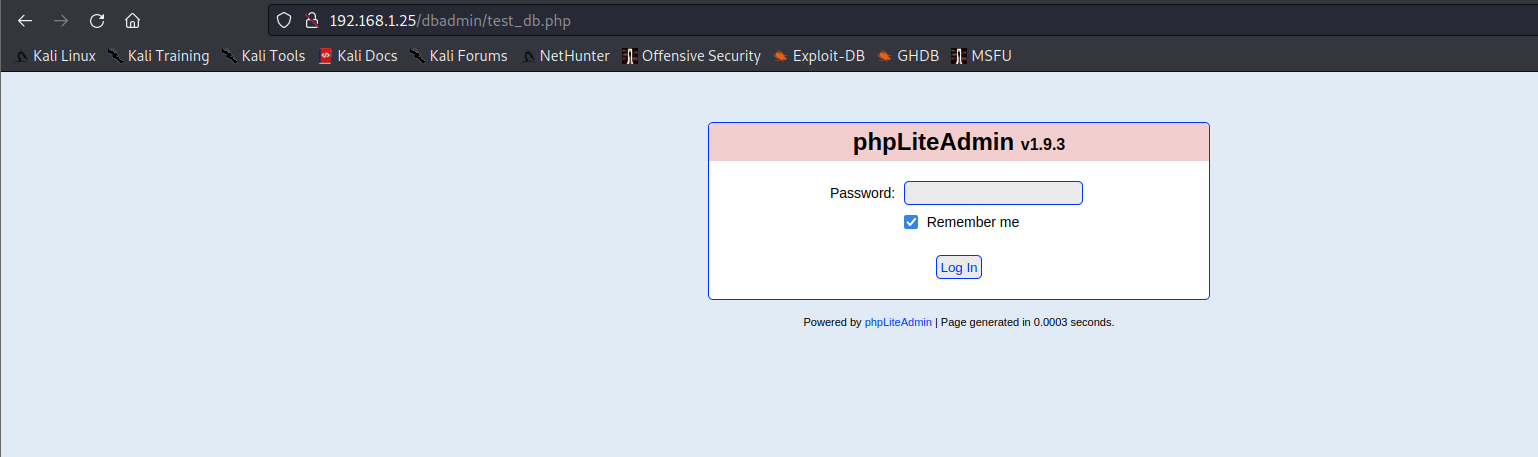 192.168.1.25/dbadmin/test_db.php
Kali Linux Kali Training Kali Tools Kali Docs Kali Forums NetHunter Offensive Security Exploit-DB GHDB MSFU
phpLiteAdmin v1.9.3
Password:
Remember me
Log In
Powered by phpLiteAdmin | Page generated in 0.0003 seconds.